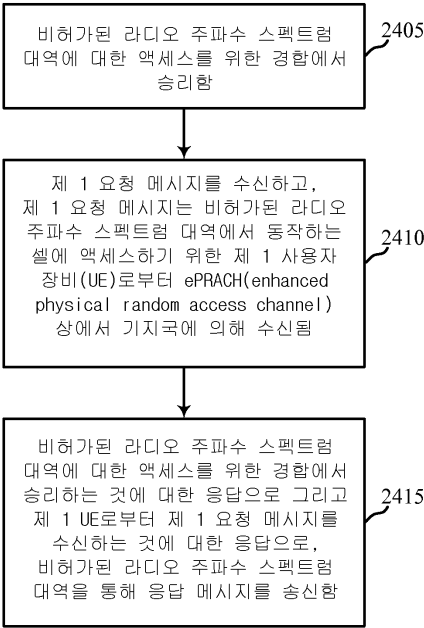 비허가된 라디오 주파수 스펙트럼
대역에 대한 액세스를 위한 경합에서
승리함
2405
제 1 요청 메시지를 수신하고,
제 1 요청 메시지는 비허가된 라디오
주파수 스펙트럼 대역에서 동작하는
셀에 액세스하기 위한 제 1 사용자
장비(UE)로부터 ePRACH(enhanced
physical random access channel)
상에서 기지국에 의해 수신됨
2410
비허가된 라디오 주파수 스펙트럼
대역에 대한 액세스를 위한 경합에서
승리하는 것에 대한 응답으로 그리고
제 1 UE로부터 제 1 요청 메시지를
수신하는 것에 대한 응답으로,
비허가된 라디오 주파수 스펙트럼
대역을 통해 응답 메시지를 송신함
2415